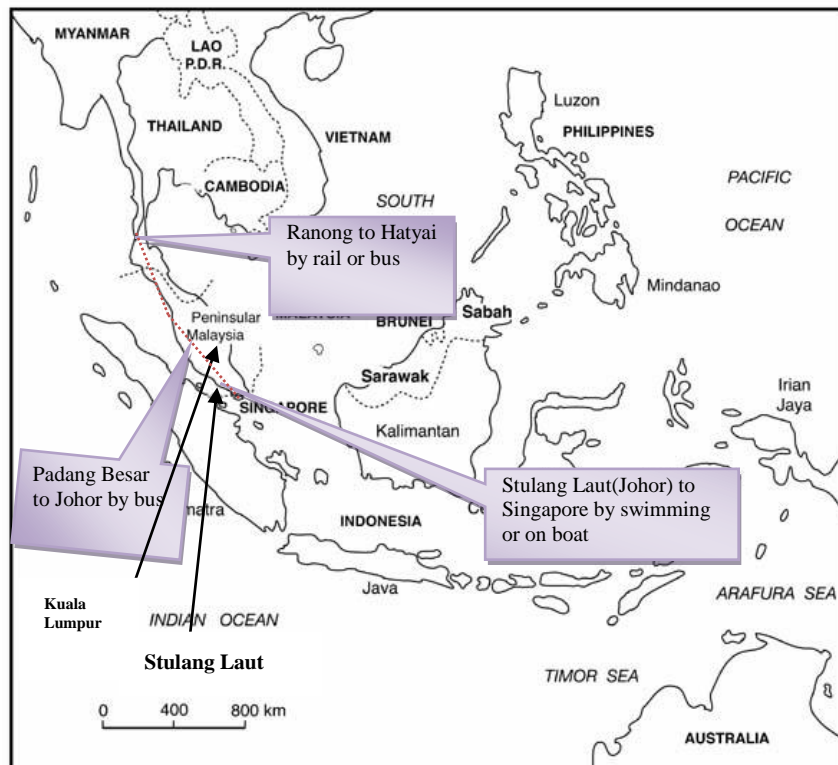 MYANMAR
LAO
P.D.R.
THAILAND
VIETNAM
CAMBODIA
Luzon
PHILIPPINES
SOUTH
PACIFIC
OCEAN
Ranong to Hatyai
by rail or bus
Mindanao
Peninsular
Malaysia
BRUNEI
Sabah
Sarawak
SINGAPORE
Kalimantan
Irian
Jaya
Padang Besar
to Johor by bus
matra
Stulang Laut(Johor) to
Singapore by swimming
or on boat
INDONESIA
Java
ARAFURA SEA
Kuala
Lumpur
INDIAN OCEAN
Stulang Laut
TIMOR SEA
0 400 800 km
AUSTRALIA